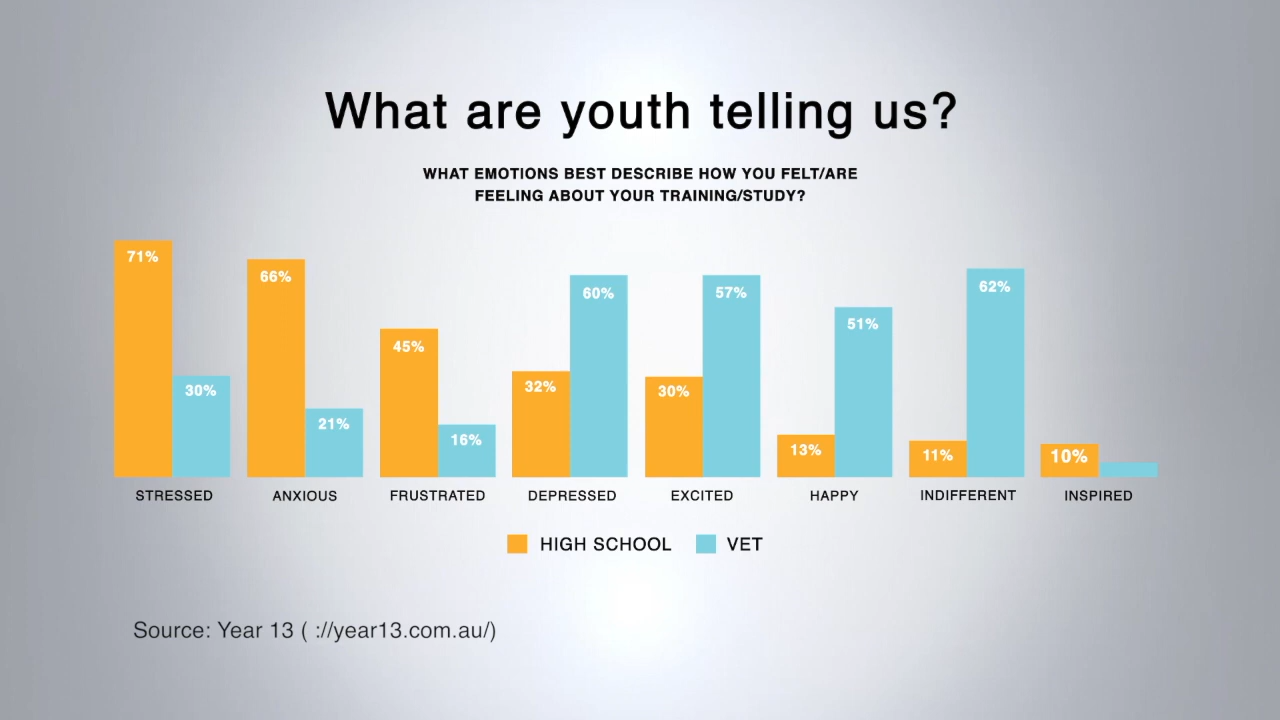 What are youth telling us?
WHAT EMOTIONS BEST DESCRIBE HOW YOU FELT/ARE
FEELING ABOUT YOUR TRAINING/STUDY?
71%
30%
66%
21%
45%
16%
32%
60%
30%
57%
13%
51%
11%
62%
10%
STRESSED
ANXIOUS
FRUSTRATED
DEPRESSED
EXCITED
HAPPY
INDIFFERENT
INSPIRED
HIGH SCHOOL
VET
Source: Year 13 ( ://year13.com.au/)